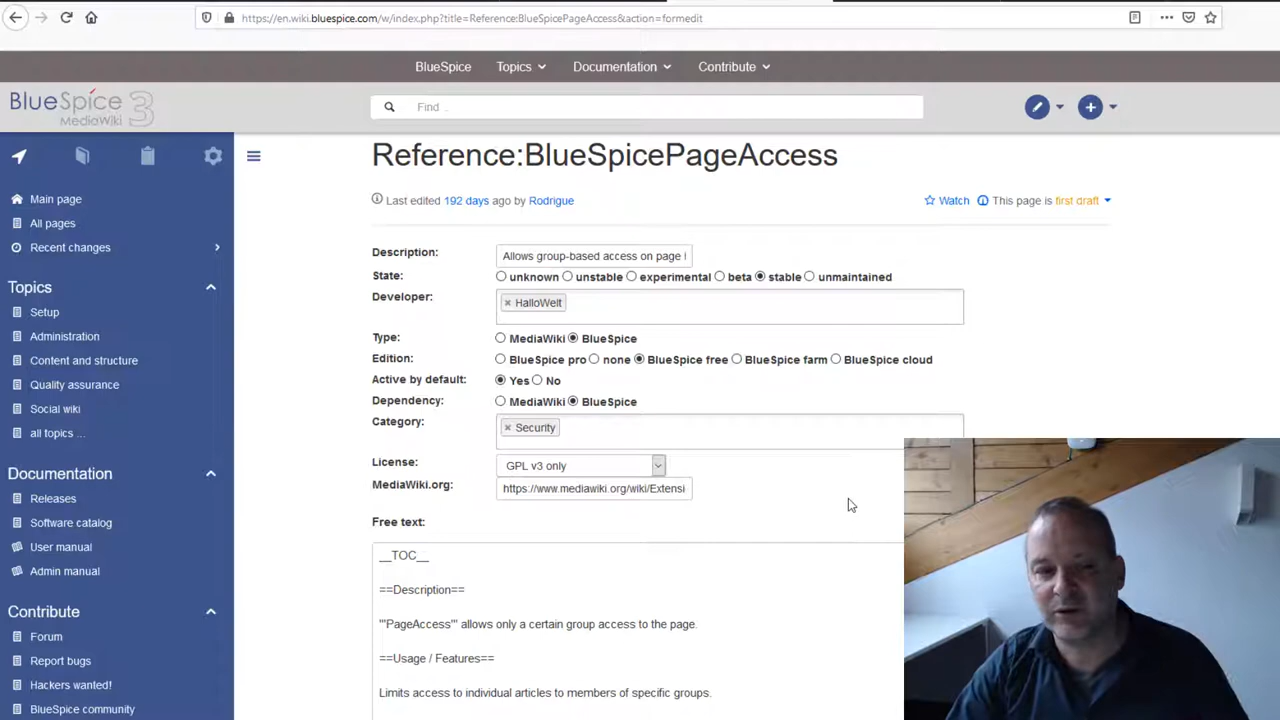 https://en.wiki.bluespice.com/w/index.php?title=Reference:BlueSpicePageAccess&action=formedit
BlueSpice Topics Documentation Contribute
BlueSpice 3
MediaWiki
Find ..
Reference:BlueSpicePageAccess
Last edited 192 days ago by Rodrigue
Watch This page is first draft
Main page
All pages
Recent changes
Topics
Setup
Administration
Content and structure
Quality assurance
Social wiki
all topics ...
Documentation
Releases
Software catalog
User manual
Admin manual
Contribute
Forum
Report bugs
Hackers wanted!
BlueSpice community
Description: Allows group-based access on page l
State: unknown unstable experimental beta stable unmaintained
Developer: × HalloWelt
Type: MediaWiki BlueSpice
Edition: BlueSpice pro none BlueSpice free BlueSpice farm BlueSpice cloud
Active by default: Yes No
Dependency: MediaWiki BlueSpice
Category: × Security
License: GPL v3 only
MediaWiki.org: https://www.mediawiki.org/wiki/Extensi
Free text:
__TOC__
==Description==
'''PageAccess''' allows only a certain group access to the page.
==Usage / Features==
Limits access to individual articles to members of specific groups.